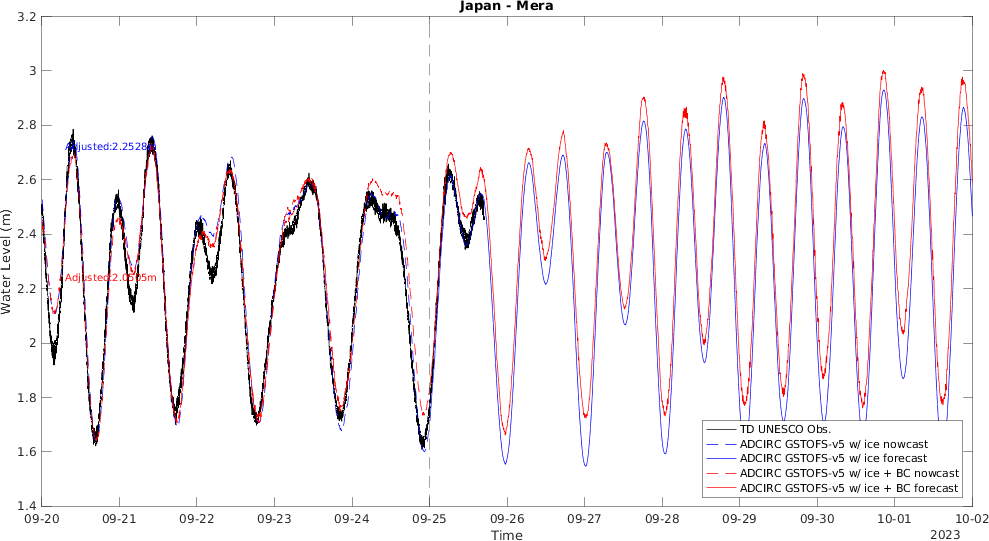 Japan - Mera
3.2
3
2.8
2.6
2.4
2.2
2
1.8
1.6
1.4
Water Level (m)
Adjusted:2.2528
Adjusted:2.0505m
TD UNESCO Obs.
ADCIRC GSTOFS-v5 w/ ice nowcast
ADCIRC GSTOFS-v5 w/ ice forecast
ADCIRC GSTOFS-v5 w/ ice + BC nowcast
ADCIRC GSTOFS-v5 w/ ice + BC forecast
09-20 09-21 09-22 09-23 09-24 09-25 09-26 09-27 09-28 09-29 09-30 10-01 10-02
Time
2023